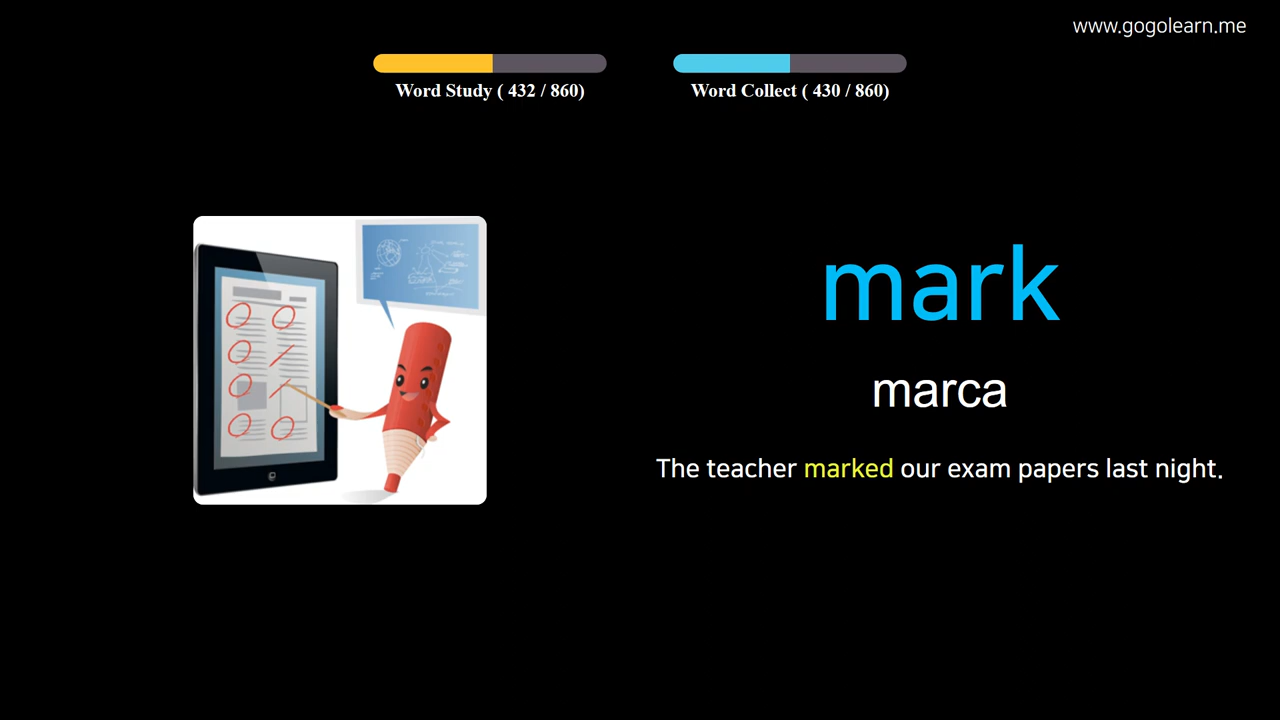 www.gogolearn.me
Word Study ( 432 / 860)
Word Collect ( 430 / 860)
mark
marca
The teacher marked our exam papers last night.